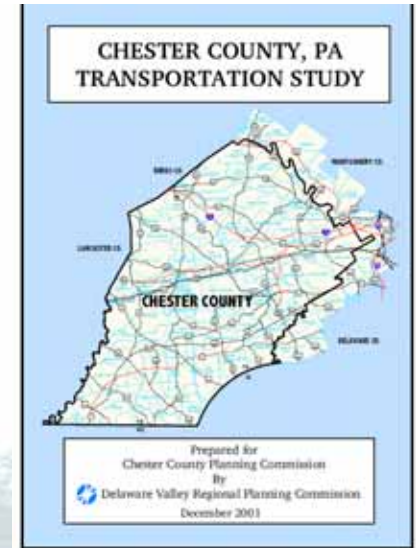 CHESTER COUNTY, PA
TRANSPORTATION STUDY
BERKS CO.
MONTGOMERY CO.
LANCASTER CO.
CHESTER COUNTY
DELAWARE CO.
Prepared for
Chester County Planning Commission
By
Delaware Valley Regional Planning Commission
December 2001